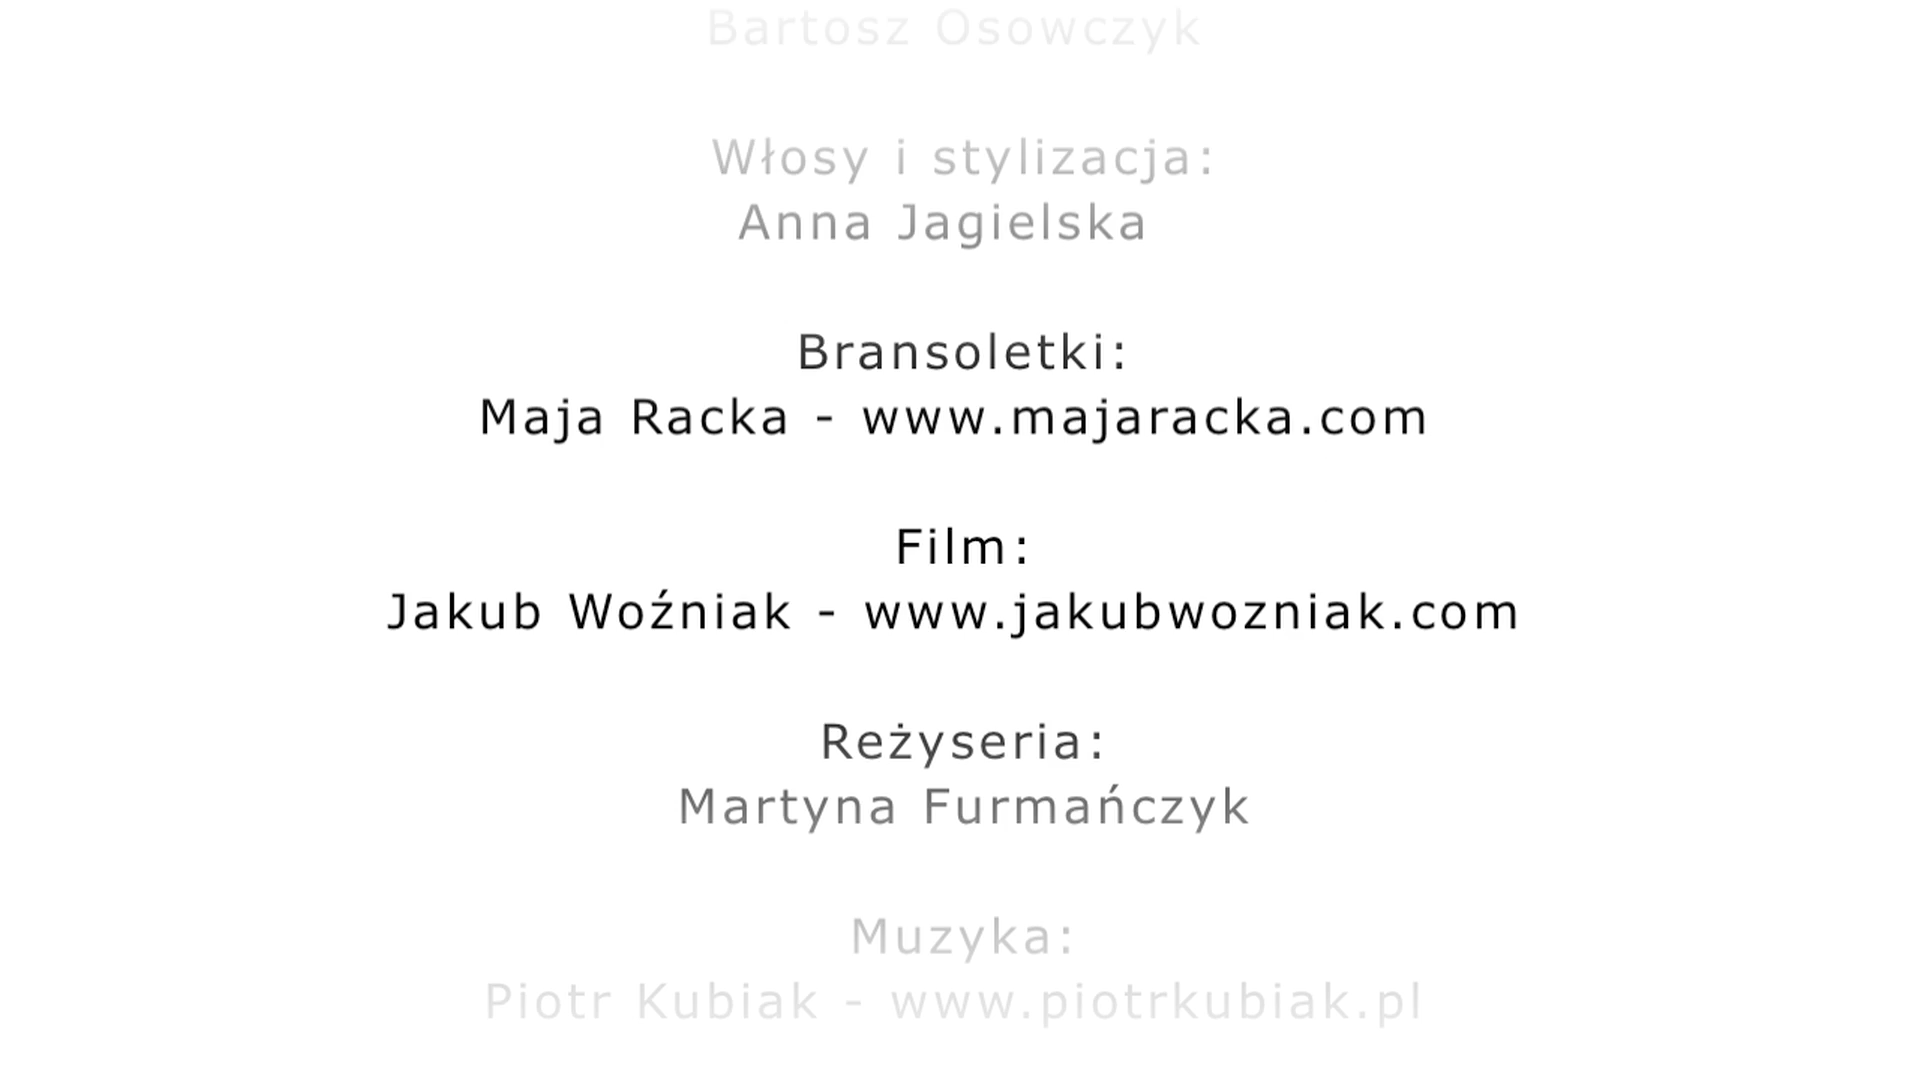 Bartosz Osowczyk
Włosy i stylizacja:
Anna Jagielska
Bransoletki:
Maja Racka - www.majaracka.com
Film:
Jakub Woźniak - www.jakubwozniak.com
Reżyseria:
Martyna Furmańczyk
Muzyka:
Piotr Kubiak - www.piotrkubiak.pl